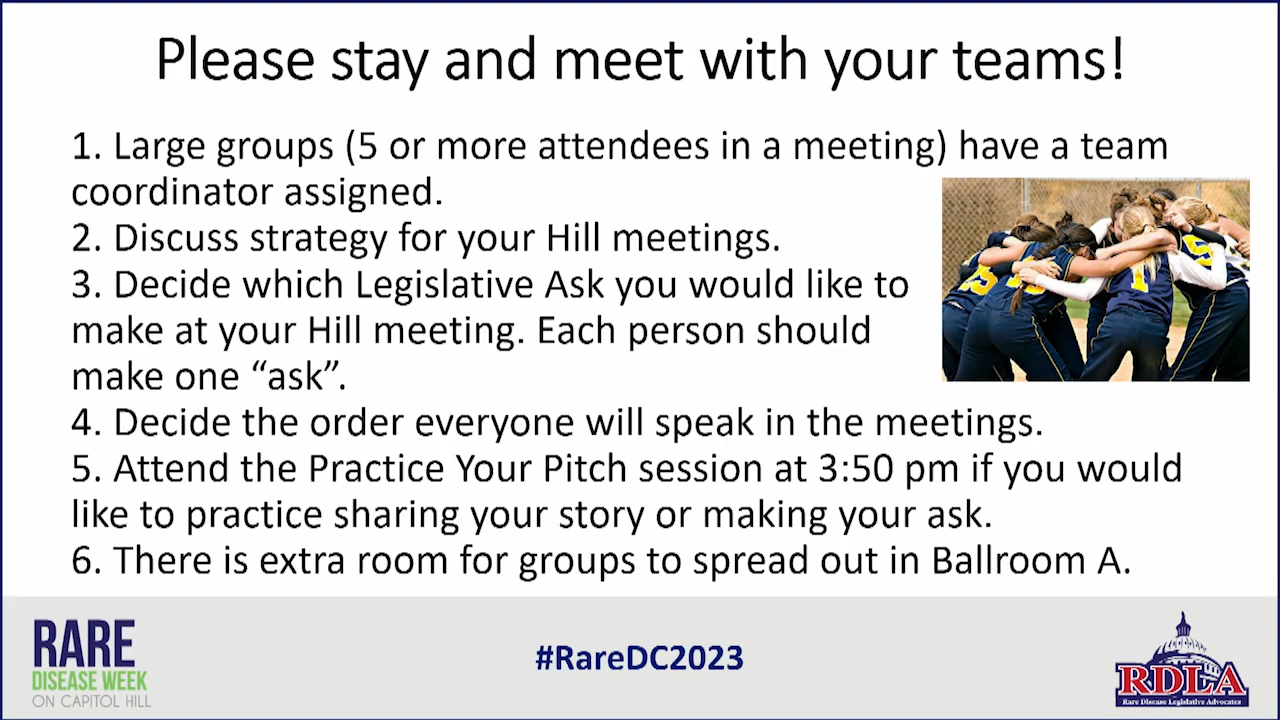 Please stay and meet with your teams!
1. Large groups (5 or more attendees in a meeting) have a team
coordinator assigned.
2. Discuss strategy for your Hill meetings.
3. Decide which Legislative Ask you would like to
make at your Hill meeting. Each person should
make one “ask”.
4. Decide the order everyone will speak in the meetings.
5. Attend the Practice Your Pitch session at 3:50 pm if you would
like to practice sharing your story or making your ask.
6. There is extra room for groups to spread out in Ballroom A.
RARE
DISEASE WEEK
ON CAPITOL HILL
#RareDC2023
RDLA
Rare Disease Legislative Advocates
1
5